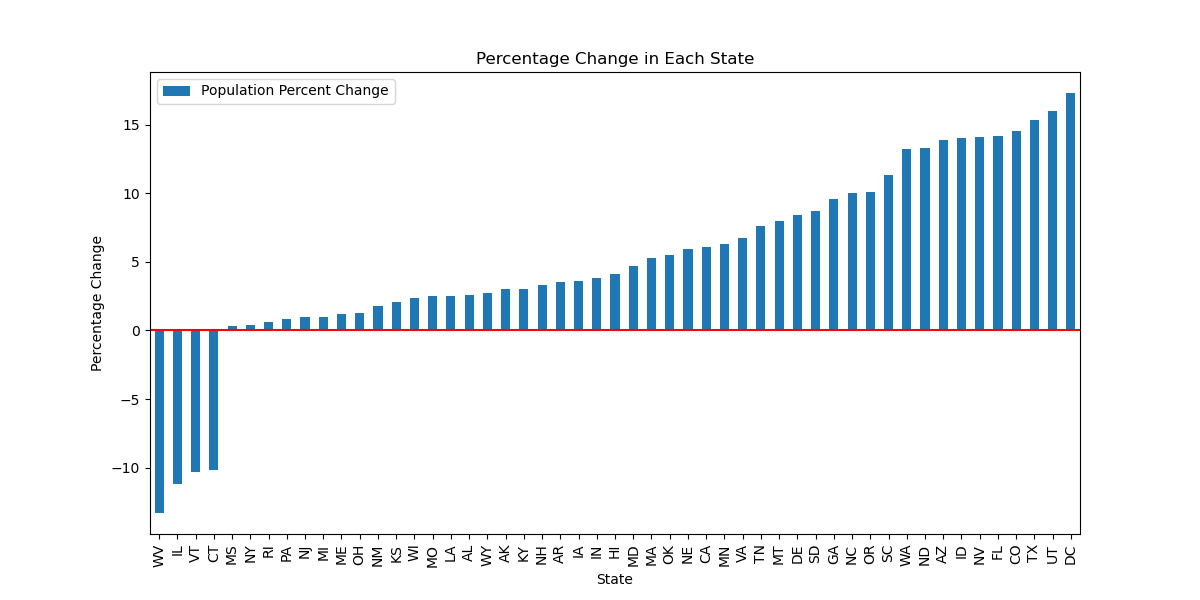 Percentage Change in Each State
Population Percent Change
15
10
5
0
−5
−10
Percentage Change
WV IL VT CT MS NY RI PA NJ MI ME OH NM KS WI MO LA AL WY AK KY NH AR IA IN HI MD MA OK NE CA MN VA TN MT DE SD GA NC OR SC WA ND AZ ID NV FL CO TX UT DC
State